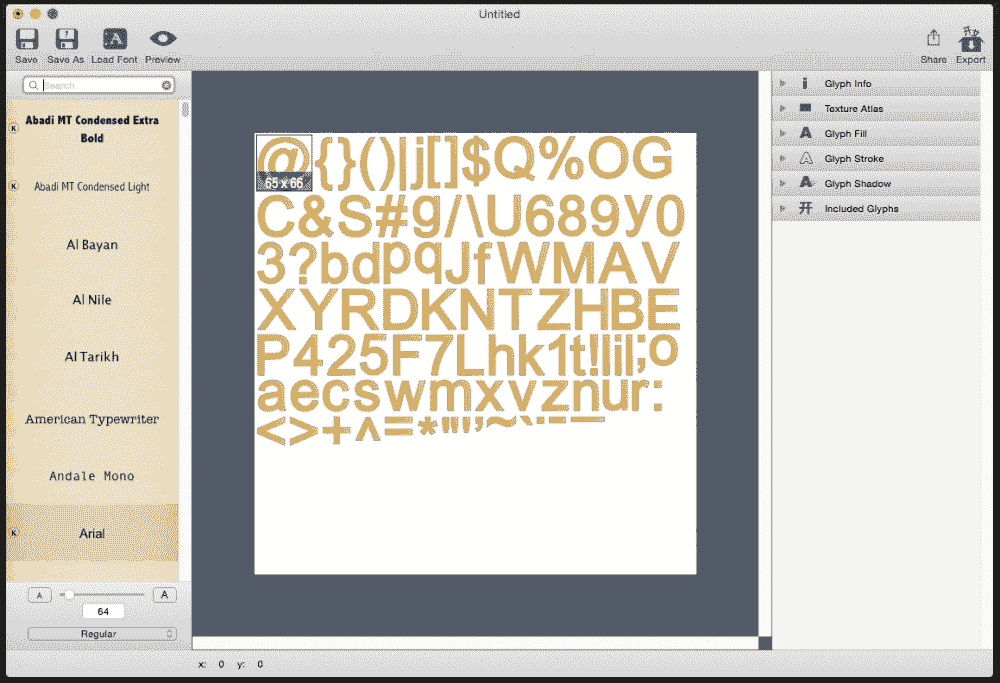 Untitled
Save Save As Load Font Preview
Share Export
Search
Abadi MT Condensed Extra
Bold
Abadi MT Condensed Light
Al Bayan
Al Nile
Al Tarikh
American Typewriter
Andale Mono
Arial
A A
64
Regular
65 x 66
@{}()|j[]$Q%OG
C&S#g/\U689y0
3?bdpqJfWMAV
XYRDKNTZHBE
P425F7Lhk1t!lil;o
aecswmxvznur:
<>+^=*"',~`¨=—
x: 0 y: 0
Glyph Info
Texture Atlas
Glyph Fill
Glyph Stroke
Glyph Shadow
Included Glyphs